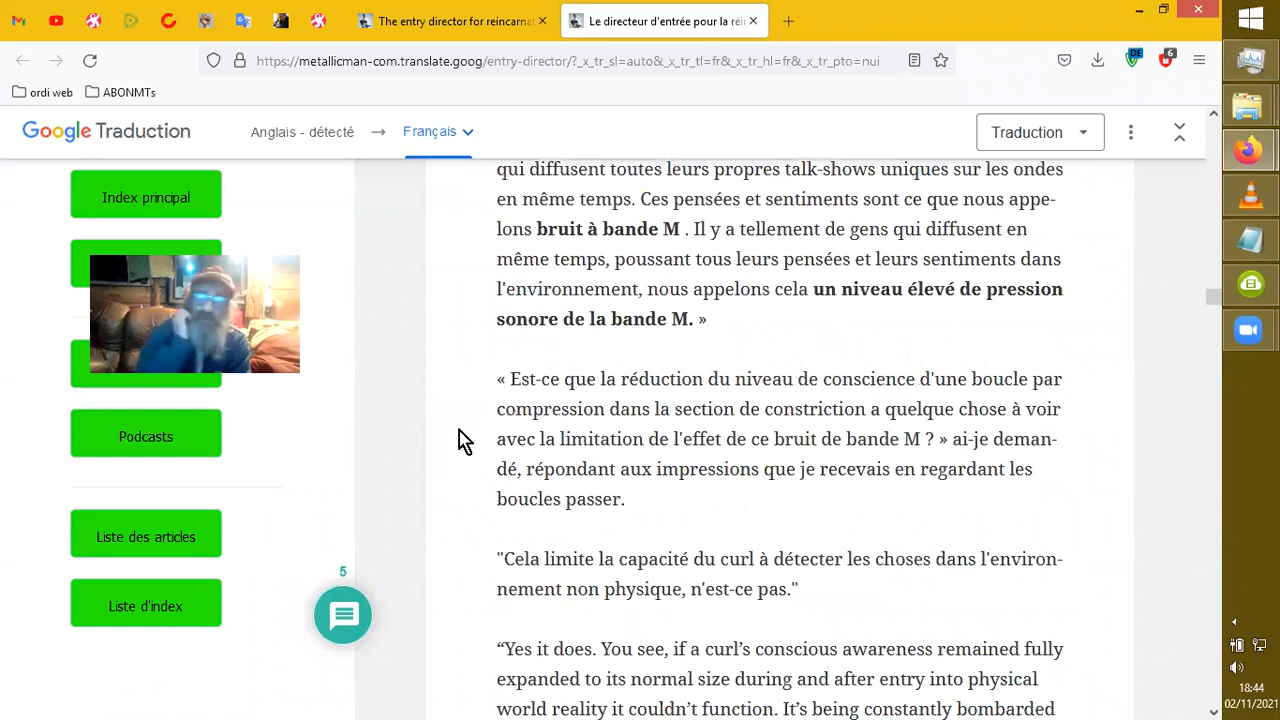 The entry director for reincarnat
Le directeur d'entrée pour la réi
https://metallicman-com.translate.goog/entry-director/?_x_tr_sl=auto&_x_tr_tl=fr&_x_tr_hl=fr&_x_tr_pto=nui
DE
6
ordi web
ABONMTs
Google Traduction
Anglais - détecté
Français
Traduction
Index principal
Podcasts
Liste des articles
Liste d'index
5
qui diffusent toutes leurs propres talk-shows uniques sur les ondes
en même temps. Ces pensées et sentiments sont ce que nous appe-
lons bruit à bande M . Il y a tellement de gens qui diffusent en
même temps, poussant tous leurs pensées et leurs sentiments dans
l'environnement, nous appelons cela un niveau élevé de pression
sonore de la bande M. »
« Est-ce que la réduction du niveau de conscience d'une boucle par
compression dans la section de constriction a quelque chose à voir
avec la limitation de l'effet de ce bruit de bande M ? » ai-je deman-
dé, répondant aux impressions que je recevais en regardant les
boucles passer.
"Cela limite la capacité du curl à détecter les choses dans l'environ-
nement non physique, n'est-ce pas."
“Yes it does. You see, if a curl’s conscious awareness remained fully
expanded to its normal size during and after entry into physical
world reality it couldn’t function. It’s being constantly bombarded
18:44
02/11/2021